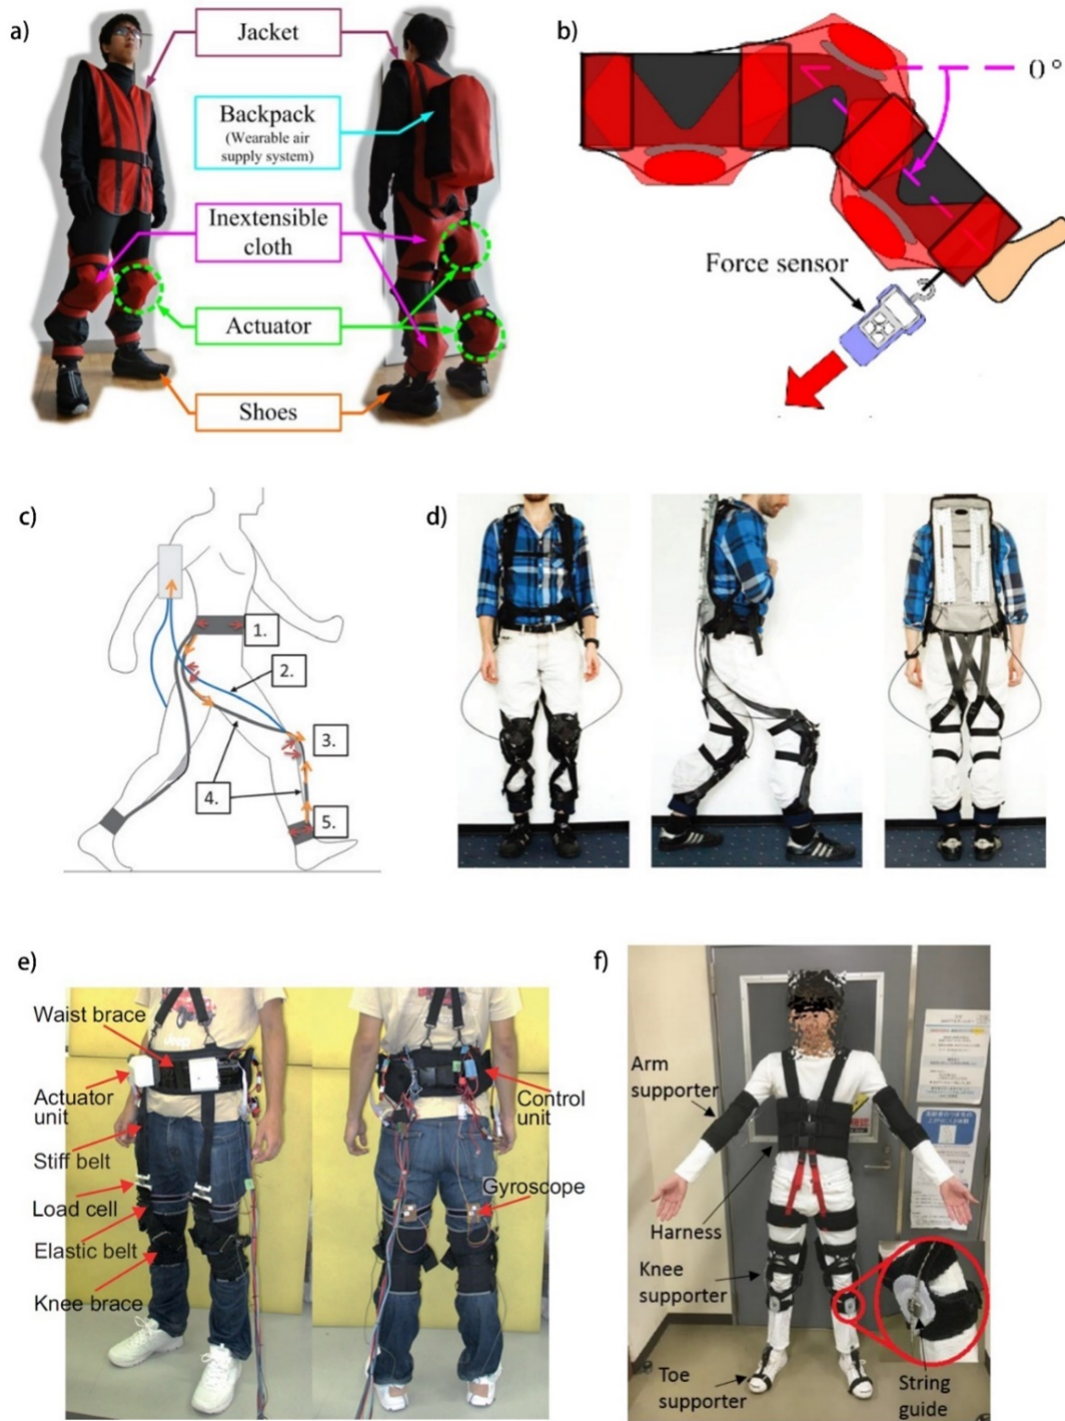 a)
Jacket
Backpack
(Wearable air
supply system)
Inextensible
cloth
Actuator
Shoes
b)
0 °
Force sensor
c)
1.
2.
3.
4.
5.
d)
e)
Waist brace
Actuator
unit
Stiff belt
Load cell
Elastic belt
Knee brace
Control
unit
Gyroscope
f)
Arm
supporter
Harness
Knee
supporter
Toe
supporter
String
guide